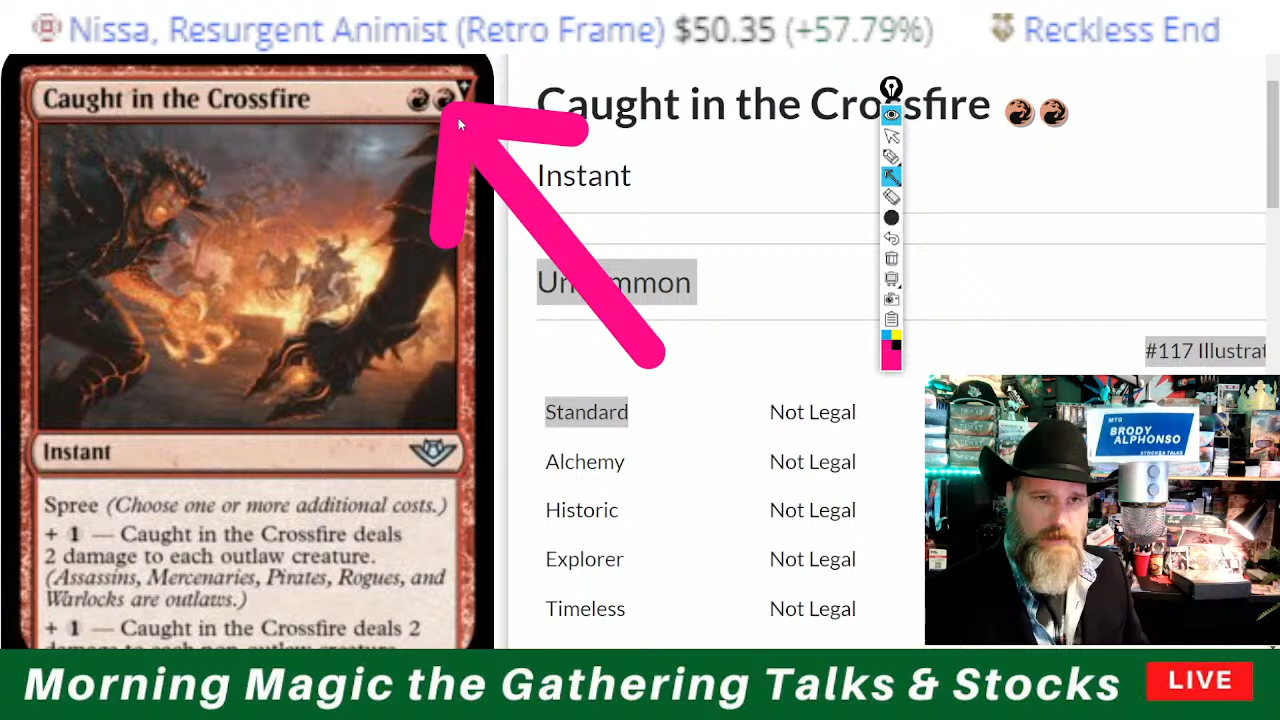 Nissa, Resurgent Animist (Retro Frame) $50.35 (+57.79%) Reckless End
Caught in the Crossfire
Instant
Spree (Choose one or more additional costs.)
+ 1 — Caught in the Crossfire deals
2 damage to each outlaw creature.
(Assassins, Mercenaries, Pirates, Rogues, and
Warlocks are outlaws.)
+ 1 — Caught in the Crossfire deals 2
Caught in the Crossfire
Instant
Uncommon
#117 Illustrat
Standard Not Legal
Alchemy Not Legal
Historic Not Legal
Explorer Not Legal
Timeless Not Legal
MTG
BRODY
ALPHONSO
STOCKS & TALKS
Morning Magic the Gathering Talks & Stocks LIVE